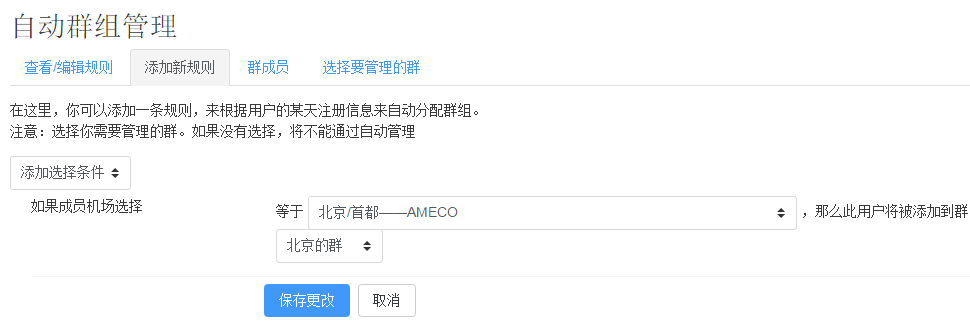 自动群组管理
查看/编辑规则 添加新规则 群成员 选择要管理的群
在这里，你可以添加一条规则，来根据用户的某天注册信息来自动分配群组。
注意：选择你需要管理的群。如果没有选择，将不能通过自动管理
添加选择条件
如果成员机场选择 等于 北京/首都——AMECO ，那么此用户将被添加到群
北京的群
保存更改 取消